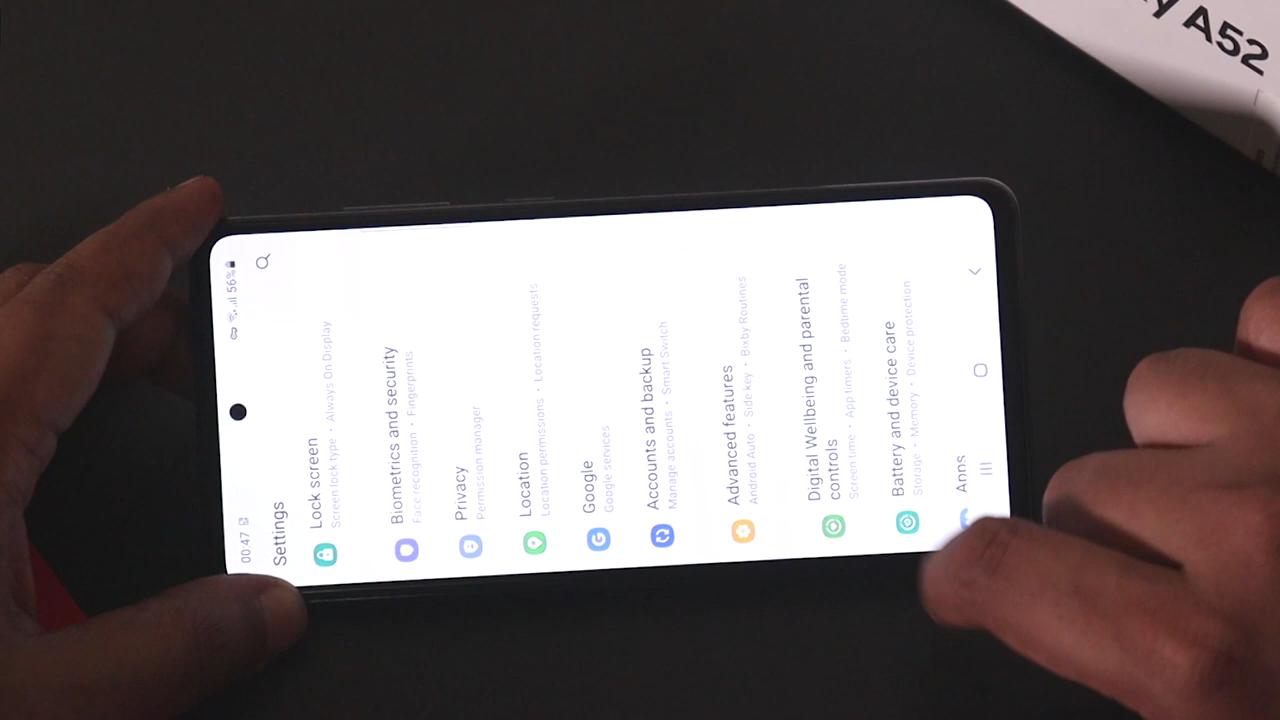 00:47
56%
Settings
Lock screen
Screen lock type • Always On Display
Biometrics and security
Face recognition • Fingerprints
Privacy
Permission manager
Location
Location permissions • Location requests
Google
Google services
Accounts and backup
Manage accounts • Smart Switch
Advanced features
Android Auto • Side key • Bixby Routines
Digital Wellbeing and parental
controls
Screen time • App timers • Bedtime mode
Battery and device care
Storage • Memory • Device protection
Apps
A52